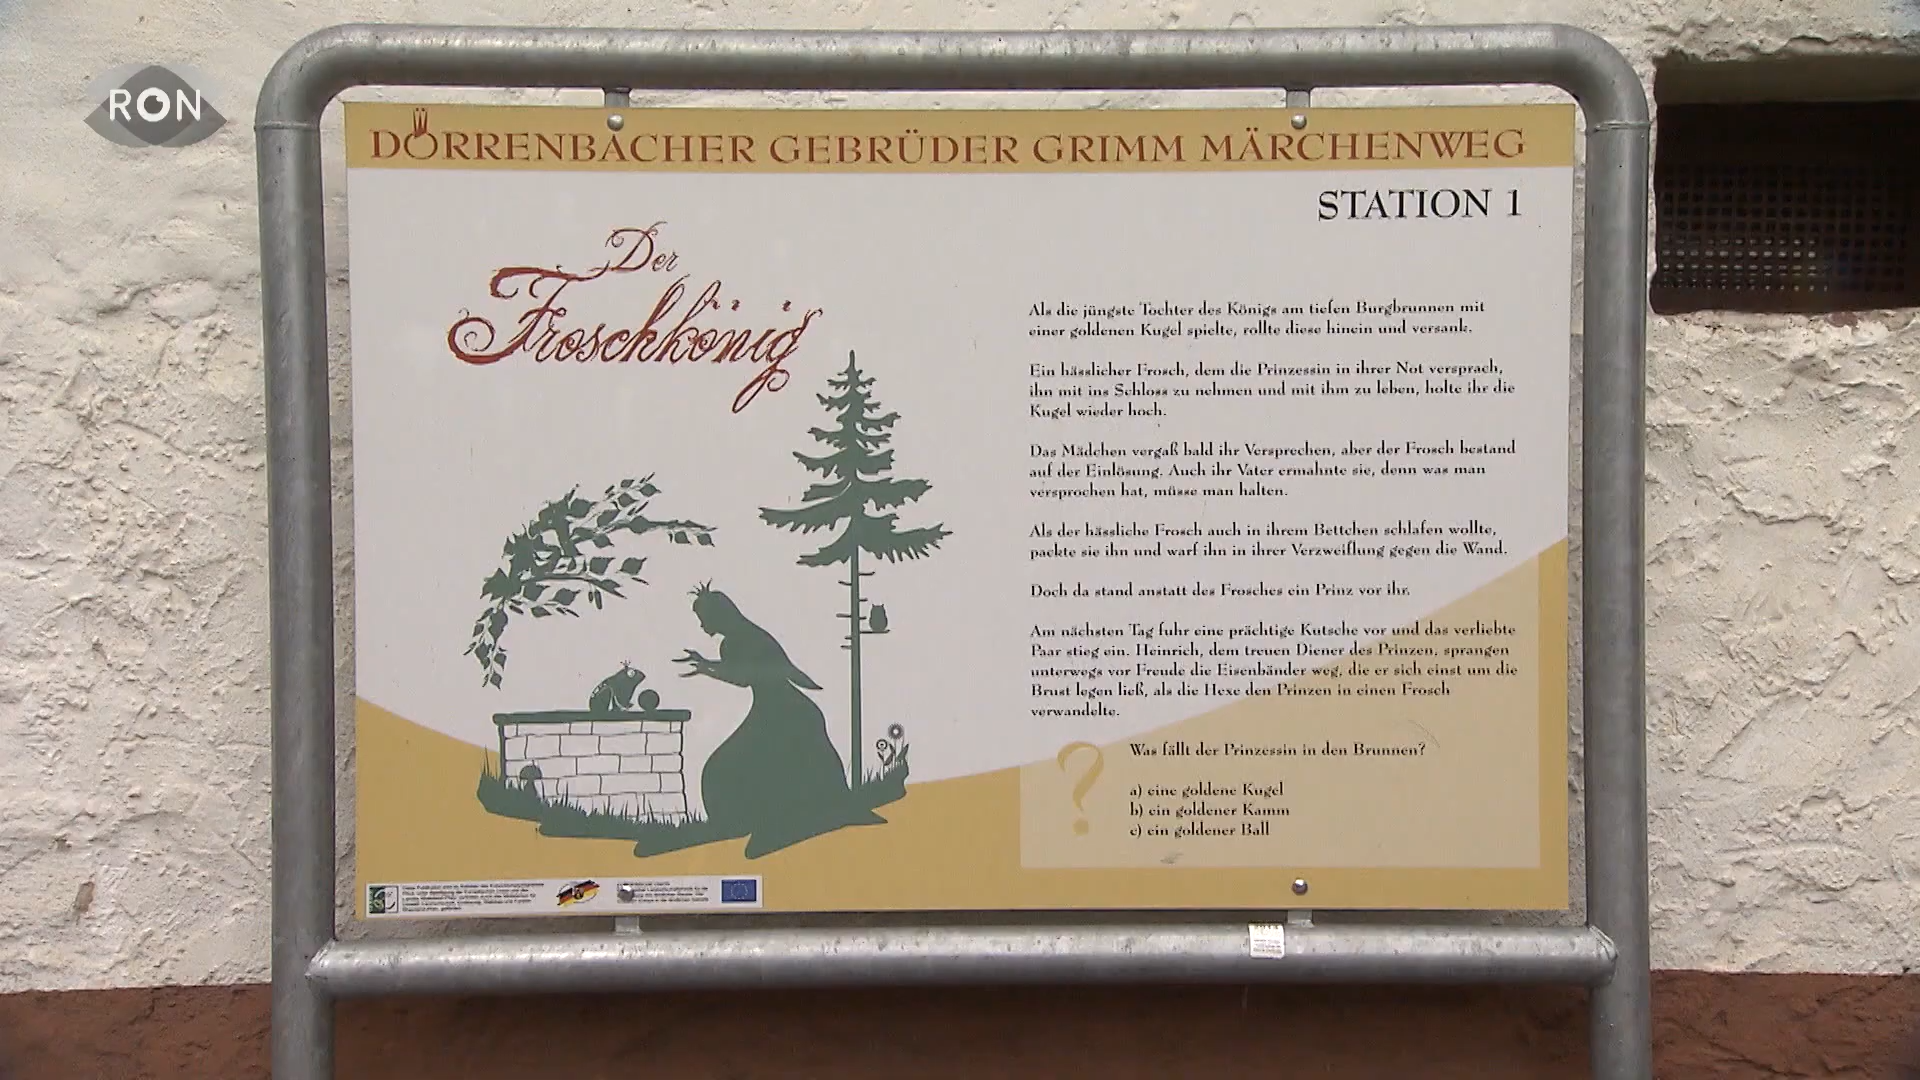 RON
DÖRRENBACHER GEBRÜDER GRIMM MÄRCHENWEG
STATION 1
Der
Froschkönig
Als die jüngste Tochter des Königs am tiefen Burgbrunnen mit
einer goldenen Kugel spielte, rollte diese hinein und versank.
Ein hässlicher Frosch, dem die Prinzessin in ihrer Not versprach,
ihn mit ins Schloss zu nehmen und mit ihm zu leben, holte ihr die
Kugel wieder hoch.
Das Mädchen vergaß bald ihr Versprechen, aber der Frosch bestand
auf der Einlösung. Auch ihr Vater ermahnte sie, denn was man
versprochen hat, müsse man halten.
Als der hässliche Frosch auch in ihrem Bettchen schlafen wollte,
packte sie ihn und warf ihn in ihrer Verzweiflung gegen die Wand.
Doch da stand anstatt des Frosches ein Prinz vor ihr.
Am nächsten Tag fuhr eine prächtige Kutsche vor und das verliebte
Paar stieg ein. Heinrich, dem treuen Diener des Prinzen, sprangen
unterwegs vor Freude die Eisenbänder weg, die er sich einst um die
Brust legen ließ, als die Hexe den Prinzen in einen Frosch
verwandelte.
?
Was fällt der Prinzessin in den Brunnen?
a) eine goldene Kugel
b) ein goldener Kamm
c) ein goldener Ball